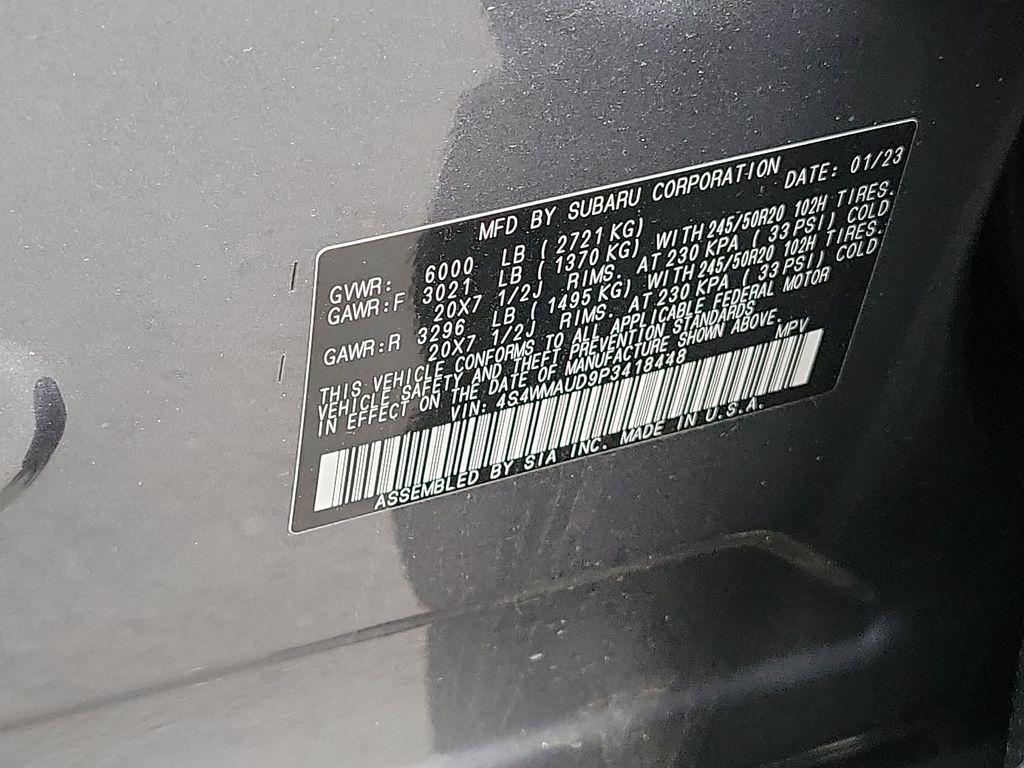 MFD BY SUBARU CORPORATION
DATE: 01/23
GVWR: 6000 LB ( 2721 KG)
GAWR:F 3021 LB ( 1370 KG) WITH 245/50R20 102H TIRES.
20X7 1/2J RIMS. AT 230 KPA ( 33 PSI) COLD
GAWR:R 3296 LB ( 1495 KG) WITH 245/50R20 102H TIRES.
20X7 1/2J RIMS. AT 230 KPA ( 33 PSI) COLD
THIS VEHICLE CONFORMS TO ALL APPLICABLE FEDERAL MOTOR
VEHICLE SAFETY AND THEFT PREVENTION STANDARDS
IN EFFECT ON THE DATE OF MANUFACTURE SHOWN ABOVE.
VIN: 4S4WMAUD9P3418448 MPV
ASSEMBLED BY SIA INC. MADE IN U.S.A.